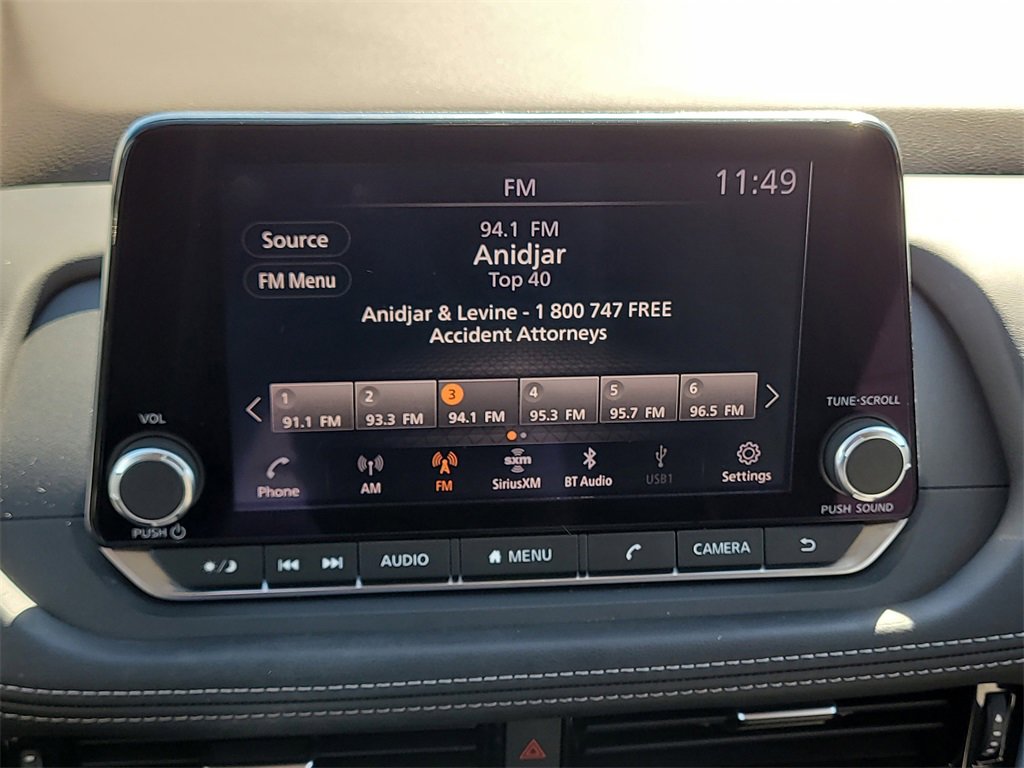 FM
11:49
Source
94.1 FM
Anidjar
FM Menu
Top 40
Anidjar & Levine - 1 800 747 FREE
Accident Attorneys
1 2 3 4 5 6
91.1 FM 93.3 FM 94.1 FM 95.3 FM 95.7 FM 96.5 FM
VOL
TUNE·SCROLL
Phone AM FM sxm SiriusXM BT Audio USB1 Settings
PUSH
PUSH SOUND
AUDIO MENU CAMERA